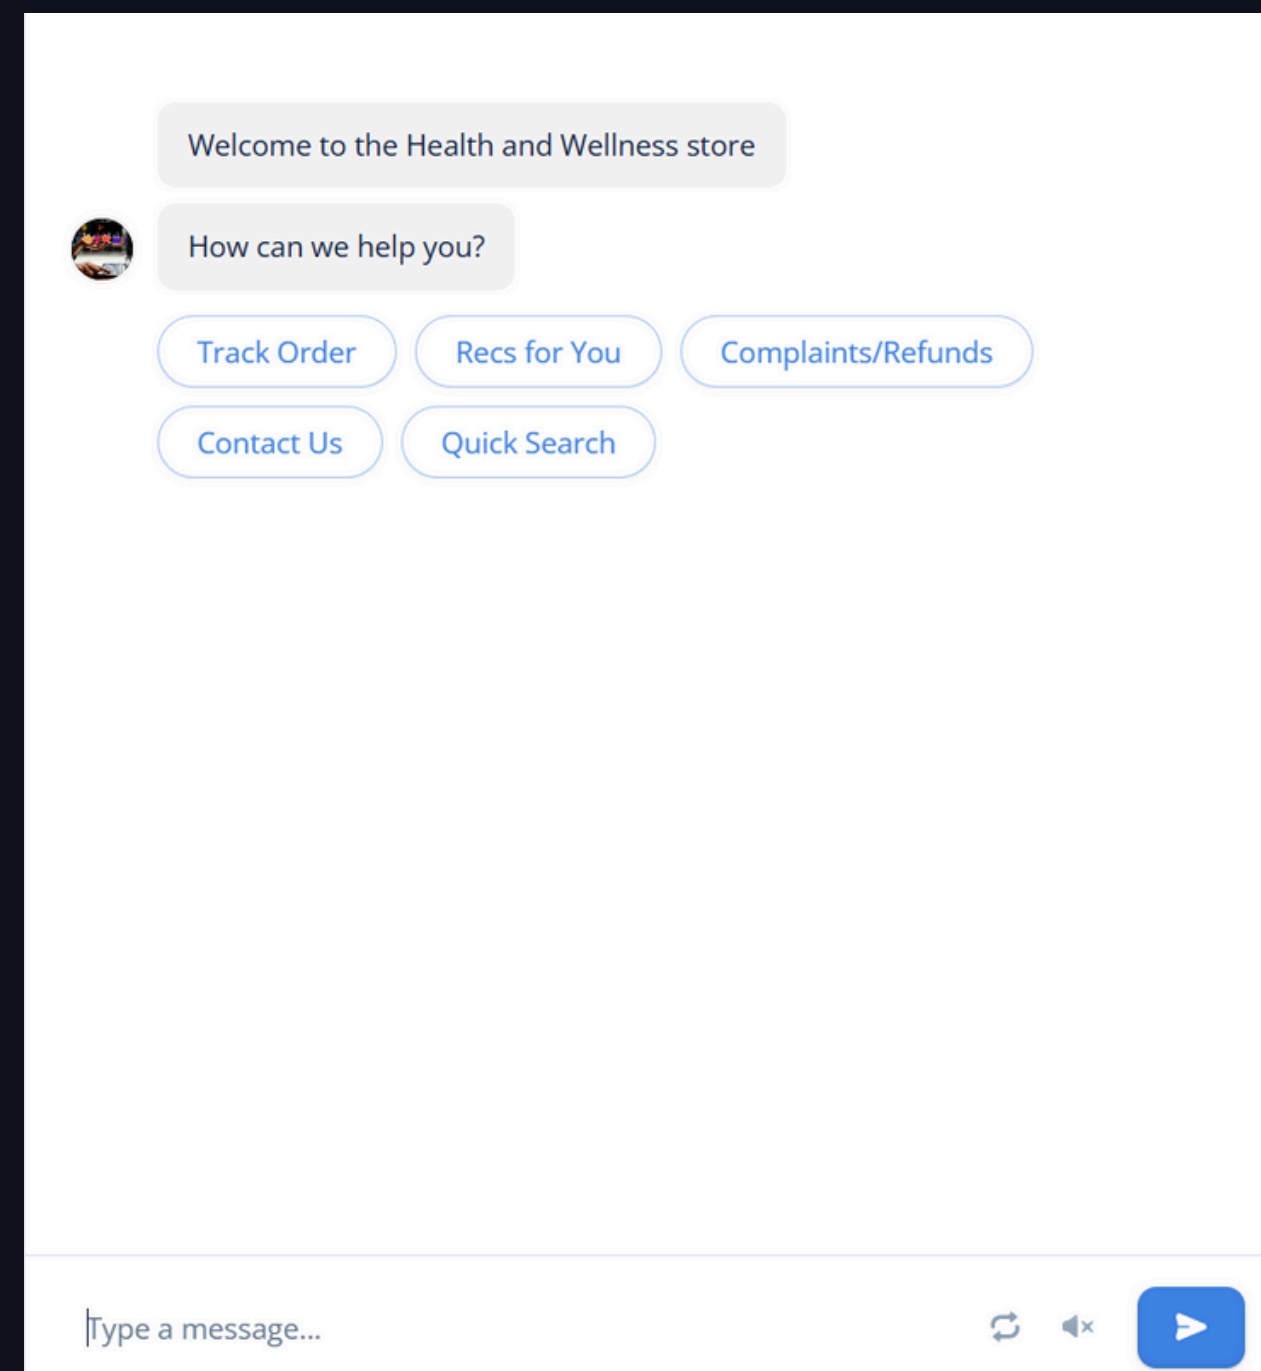 Welcome to the Health and Wellness store
How can we help you?
Track Order Recs for You Complaints/Refunds
Contact Us Quick Search
Type a message...